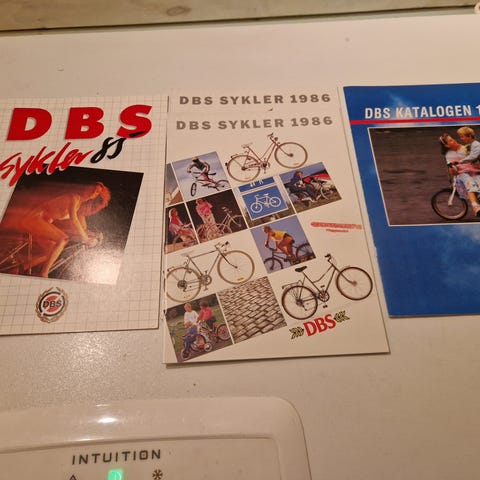 DBS
Sykler 85
DBS
DBS SYKLER 1986
DBS SYKLER 1986
DBS
DBS KATALOGEN 1
INTUITION